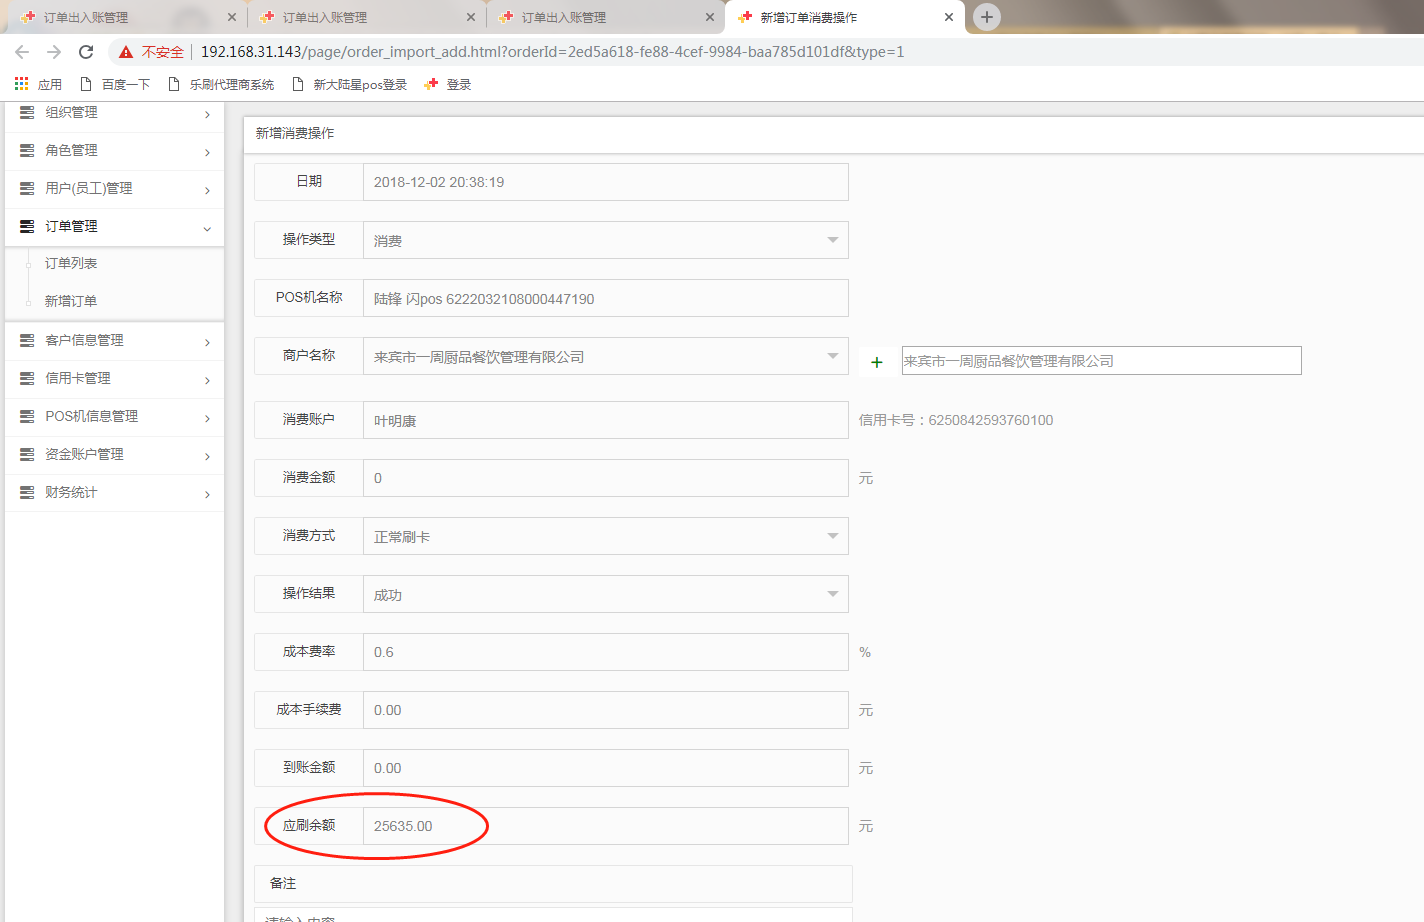 订单出入账管理
订单出入账管理
订单出入账管理
新增订单消费操作
不安全 192.168.31.143/page/order_import_add.html?orderId=2ed5a618-fe88-4cef-9984-baa785d101df&type=1
应用 百度一下 乐刷代理商系统 新大陆星pos登录 登录
组织管理
角色管理
用户(员工)管理
订单管理
订单列表
新增订单
客户信息管理
信用卡管理
POS机信息管理
资金账户管理
财务统计
新增消费操作
日期 2018-12-02 20:38:19
操作类型 消费
POS机名称 陆锋 闪pos 6222032108000447190
商户名称 来宾市一周厨品餐饮管理有限公司 + 来宾市一周厨品餐饮管理有限公司
消费账户 叶明康 信用卡号：6250842593760100
消费金额 0 元
消费方式 正常刷卡
操作结果 成功
成本费率 0.6 %
成本手续费 0.00 元
到账金额 0.00 元
应刷余额 25635.00 元
备注
请输入内容